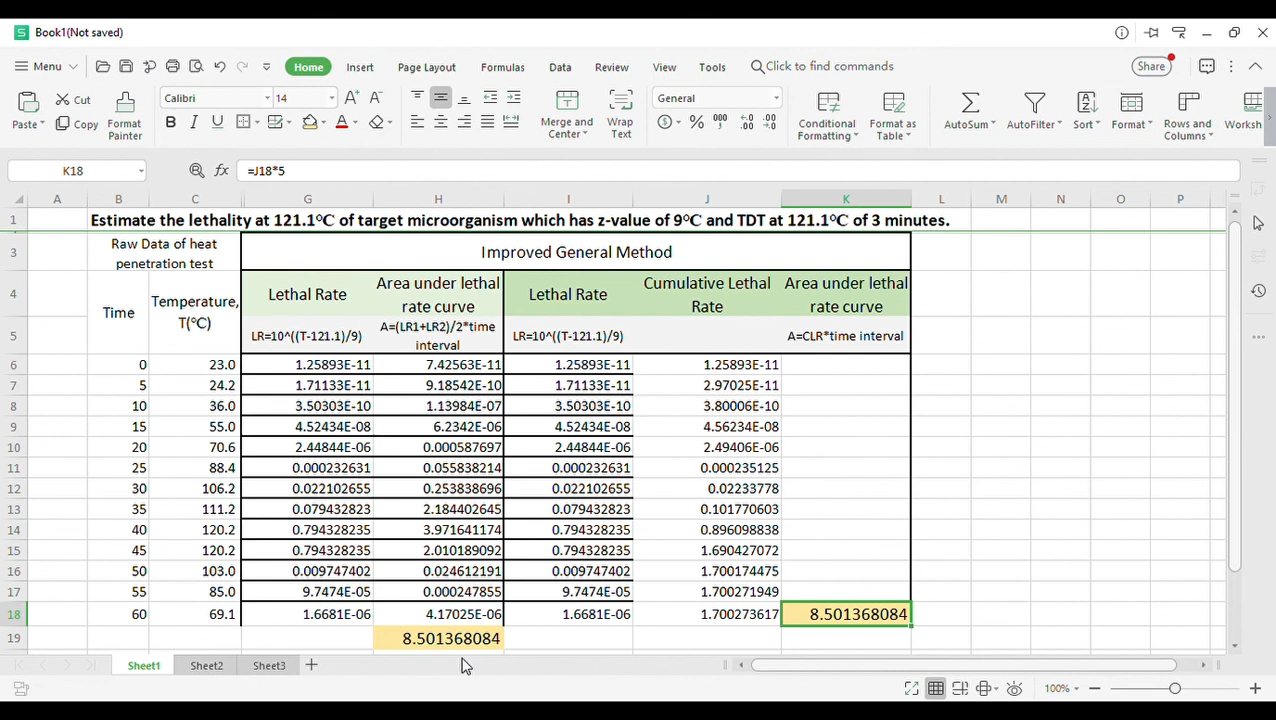 Book1(Not saved)
Menu Home Insert Page Layout Formulas Data Review View Tools Click to find commands Share
Paste Cut Copy Format Painter Calibri 14 B I U A Merge and Center Wrap Text General Conditional Formatting Format as Table AutoSum AutoFilter Sort Format Rows and Columns Worksh
K18 fx =J18*5
A B C G H I J K L M N O P
1 Estimate the lethality at 121.1℃ of target microorganism which has z-value of 9℃ and TDT at 121.1℃ of 3 minutes.
3 Raw Data of heat penetration test Improved General Method
4 Time Temperature, T(℃) Lethal Rate Area under lethal rate curve Lethal Rate Cumulative Lethal Rate Area under lethal rate curve
5 LR=10^((T-121.1)/9) A=(LR1+LR2)/2*time interval LR=10^((T-121.1)/9) A=CLR*time interval
6 0 23.0 1.25893E-11 7.42563E-11 1.25893E-11 1.25893E-11
7 5 24.2 1.71133E-11 9.18542E-10 1.71133E-11 2.97025E-11
8 10 36.0 3.50303E-10 1.13984E-07 3.50303E-10 3.80006E-10
9 15 55.0 4.52434E-08 6.2342E-06 4.52434E-08 4.56234E-08
10 20 70.6 2.44844E-06 0.000587697 2.44844E-06 2.49406E-06
11 25 88.4 0.000232631 0.055838214 0.000232631 0.000235125
12 30 106.2 0.022102655 0.253838696 0.022102655 0.02233778
13 35 111.2 0.079432823 2.184402645 0.079432823 0.101770603
14 40 120.2 0.794328235 3.971641174 0.794328235 0.896098838
15 45 120.2 0.794328235 2.010189092 0.794328235 1.690427072
16 50 103.0 0.009747402 0.024612191 0.009747402 1.700174475
17 55 85.0 9.7474E-05 0.000247855 9.7474E-05 1.700271949
18 60 69.1 1.6681E-06 4.17025E-06 1.6681E-06 1.700273617 8.501368084
19 8.501368084
Sheet1 Sheet2 Sheet3
100%